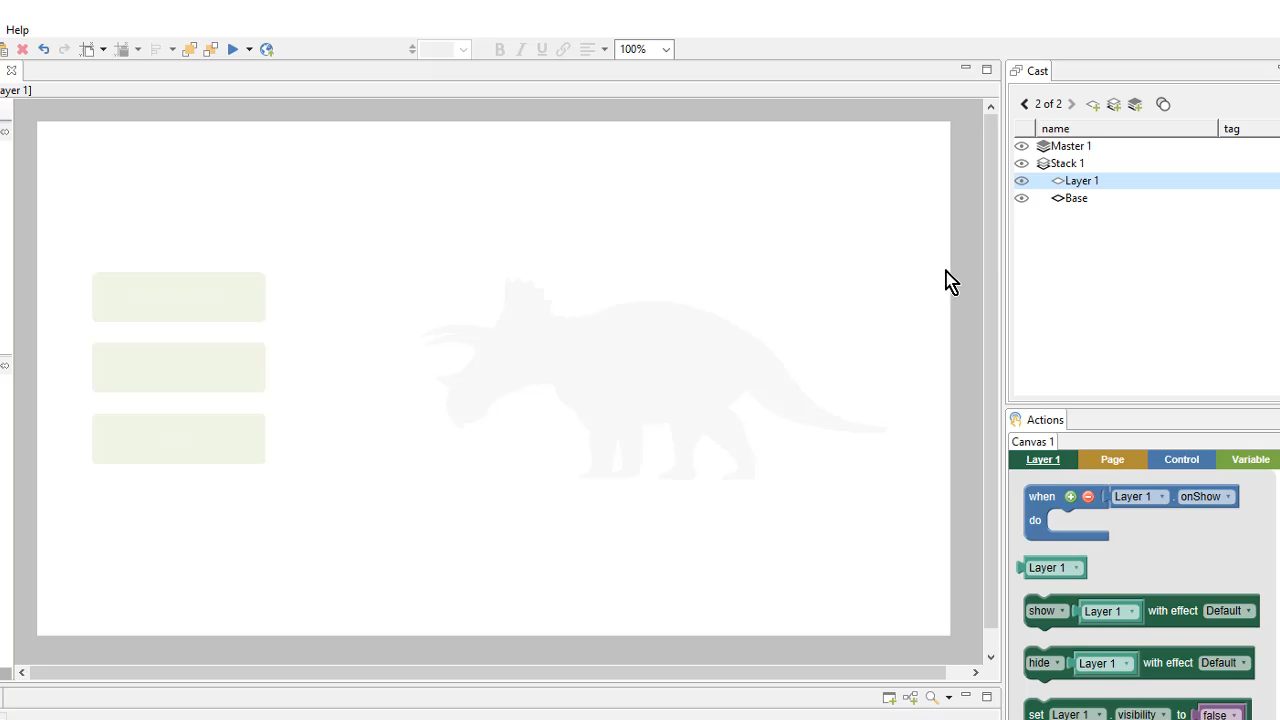 Help
100%
ayer 1]
Cast
2 of 2
name tag
Master 1
Stack 1
Layer 1
Base
Actions
Canvas 1
Layer 1 Page Control Variable
when Layer 1 . onShow
do
Layer 1
show Layer 1 with effect Default
hide Layer 1 with effect Default
set Layer 1 . visibility to false